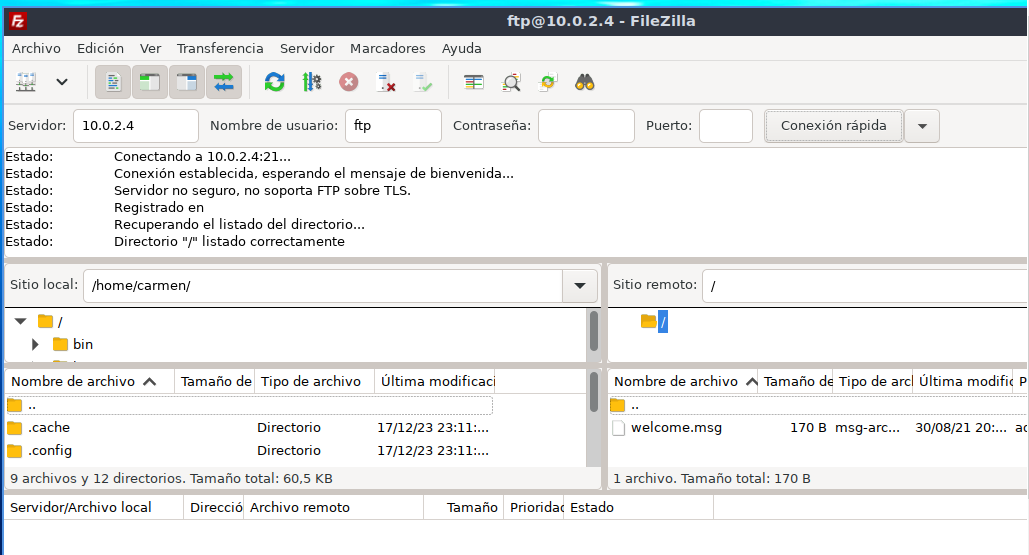 ftp@10.0.2.4 - FileZilla
Archivo Edición Ver Transferencia Servidor Marcadores Ayuda
Servidor: 10.0.2.4 Nombre de usuario: ftp Contraseña: Puerto: Conexión rápida
Estado: Conectando a 10.0.2.4:21...
Estado: Conexión establecida, esperando el mensaje de bienvenida...
Estado: Servidor no seguro, no soporta FTP sobre TLS.
Estado: Registrado en
Estado: Recuperando el listado del directorio...
Estado: Directorio "/" listado correctamente
Sitio local: /home/carmen/ Sitio remoto: /
/ /
bin
Nombre de archivo Tamaño de Tipo de archivo Última modificaci Nombre de archivo Tamaño de Tipo de arcl Última modific P
.. ..
.cache Directorio 17/12/23 23:11:... welcome.msg 170 B msg-arc... 30/08/21 20:...
.config Directorio 17/12/23 23:11:...
9 archivos y 12 directorios. Tamaño total: 60,5 KB 1 archivo. Tamaño total: 170 B
Servidor/Archivo local Direcció Archivo remoto Tamaño Prioridad Estado